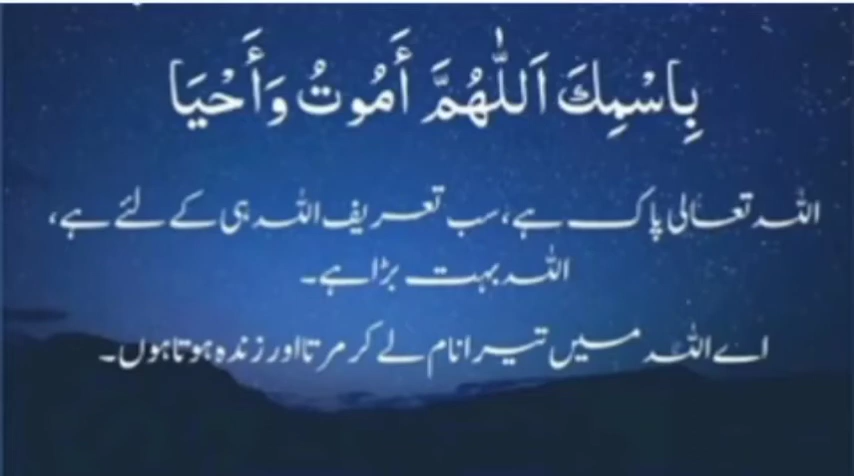 بِاسْمِكَ اَللّٰهُمَّ أَمُوتُ وَأَحْيَا
اللہ تعالی پاک ہے، سب تعریف اللہ ہی کے لئے ہے،
اللہ بہت بڑا ہے۔
اے اللہ میں تیرا نام لے کر مرتا اور زندہ ہوتا ہوں۔